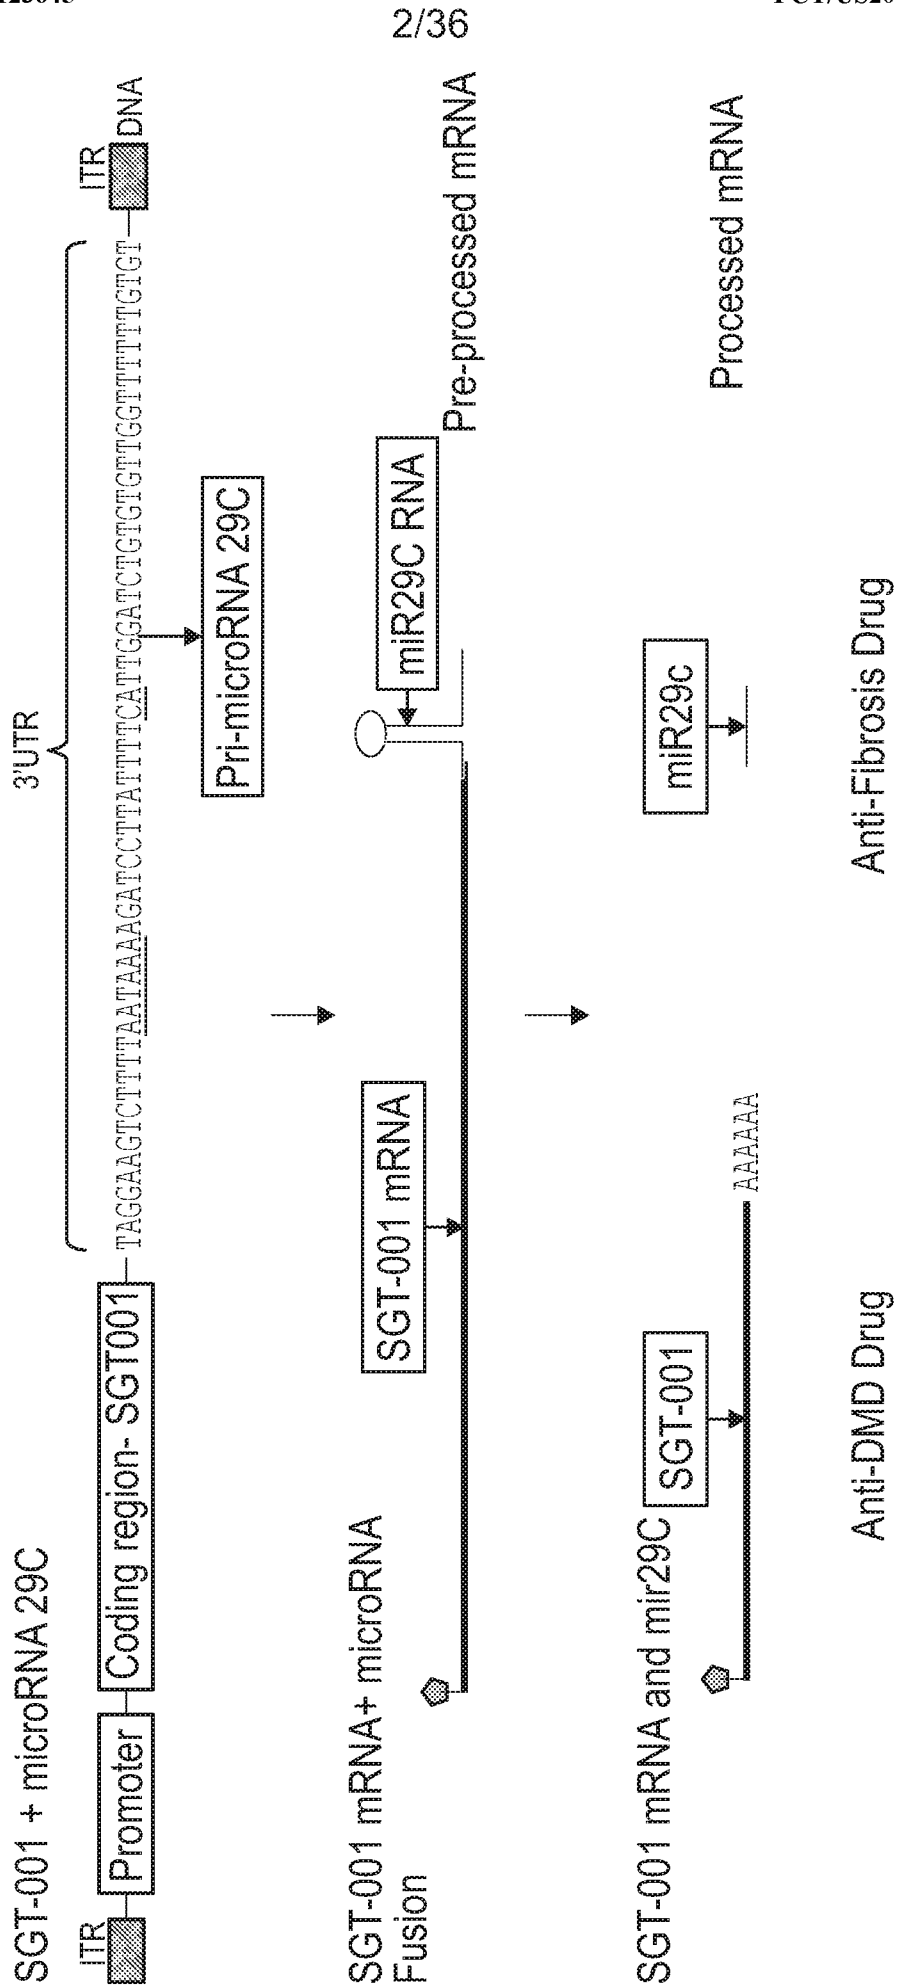 2/36
SGT-001 + microRNA 29C
3'UTR
ITR
Promoter
Coding region- SGT001
TAGGAAGTCTTTTAATAAAAGATCCTTATTTTCATTGGATCTGTGTGTTGGTTTTTTGTGT
ITR
DNA
Pri-microRNA 29C
SGT-001 mRNA+ microRNA
Fusion
SGT-001 mRNA
miR29C RNA
Pre-processed mRNA
SGT-001 mRNA and mir29C
SGT-001
AAAAAA
miR29c
Processed mRNA
Anti-DMD Drug
Anti-Fibrosis Drug